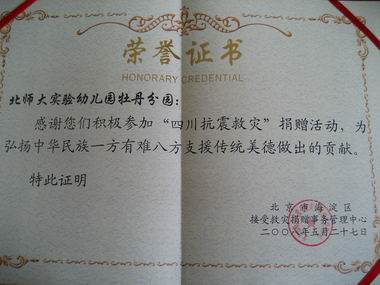 荣誉证书
HONORARY CREDENTIAL
北师大实验幼儿园牡丹分园：
感谢您们积极参加“四川抗震救灾”捐赠活动，为
弘扬中华民族一方有难八方支援传统美德做出的贡献。
特此证明
北京市海淀区
接受救灾捐赠事务管理中心
二〇〇八年五月二十七日